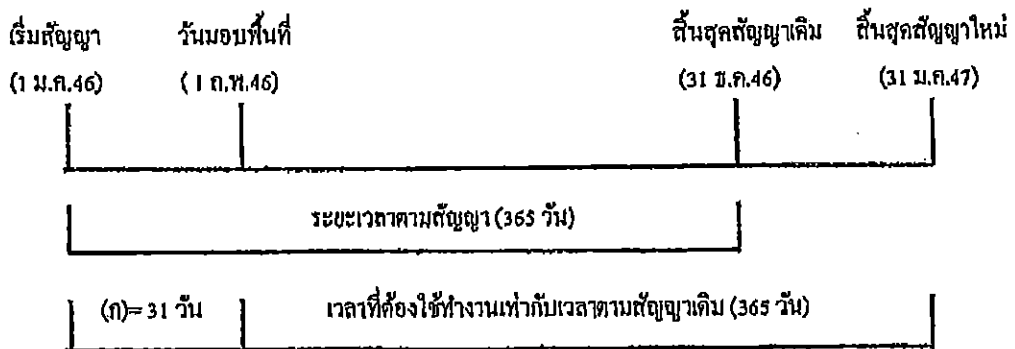 เริ่มสัญญา วันมอบพื้นที่ สิ้นสุดสัญญาเดิม สิ้นสุดสัญญาใหม่
(1 ม.ค.46) (1 ก.พ.46) (31 ธ.ค.46) (31 ม.ค.47)
ระยะเวลาตามสัญญา (365 วัน)
(ก)= 31 วัน เวลาที่ต้องใช้ทำงานเท่ากับเวลาตามสัญญาเดิม (365 วัน)